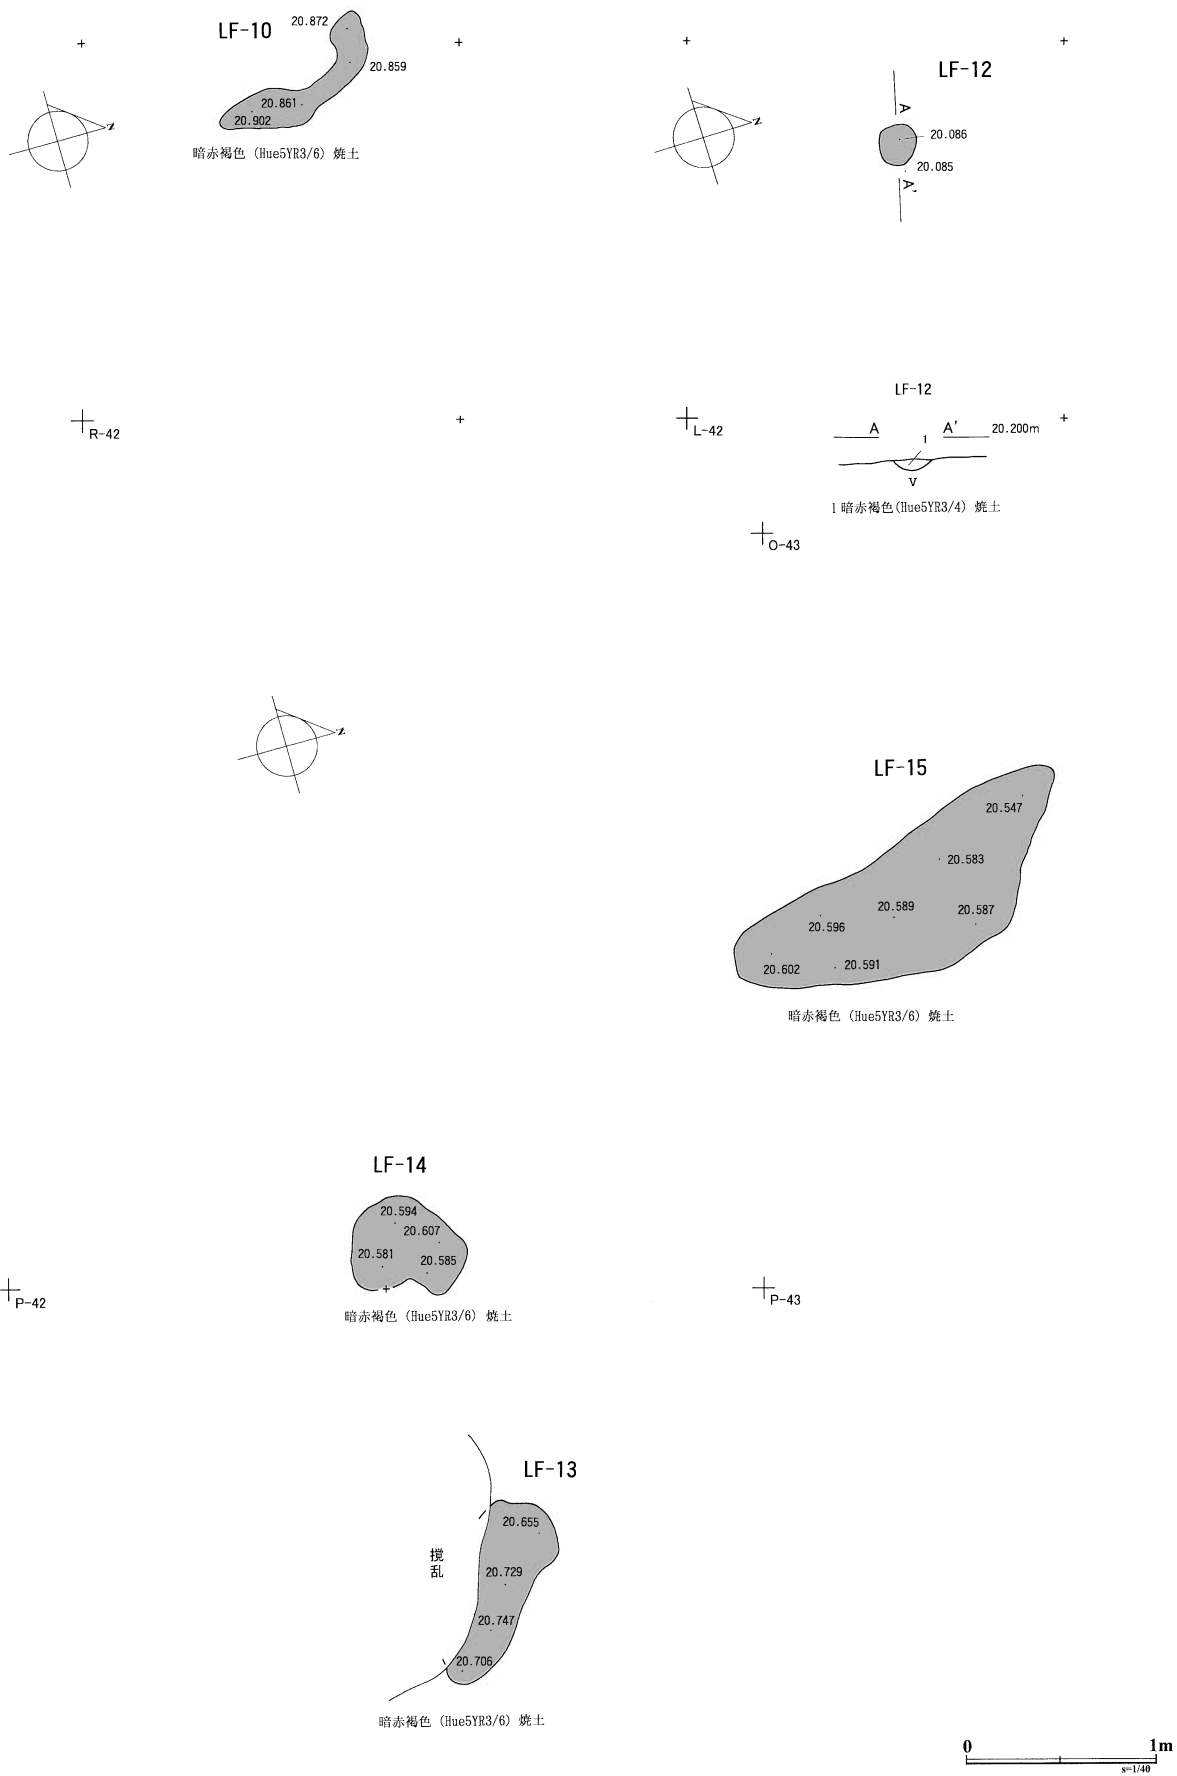 LF-10
20.872
20.859
20.861
20.902
N
暗赤褐色 (Hue5YR3/6) 焼土
LF-12
A
20.086
20.085
A'
N
R-42
LF-12
L-42
A
A'
20.200m
1
V
1 暗赤褐色(Hue5YR3/4) 焼土
O-43
N
LF-15
20.547
20.583
20.589
20.587
20.596
20.602
20.591
暗赤褐色 (Hue5YR3/6) 焼土
LF-14
20.594
20.607
20.581
20.585
P-42
暗赤褐色 (Hue5YR3/6) 焼土
P-43
LF-13
20.655
攪乱
20.729
20.747
20.706
暗赤褐色 (Hue5YR3/6) 焼土
0
1m
s=1/40